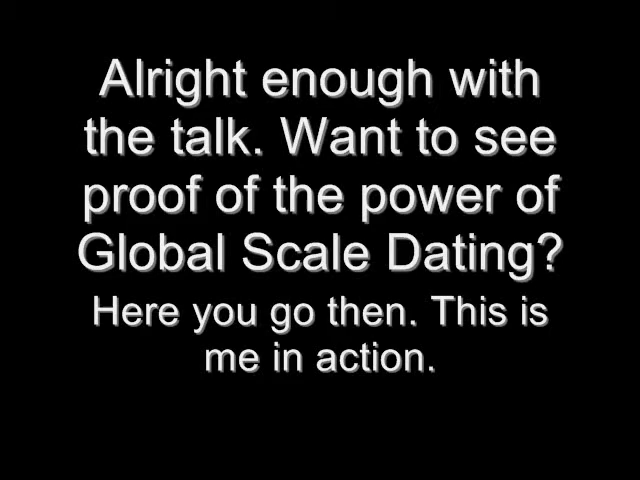 Alright enough with
the talk. Want to see
proof of the power of
Global Scale Dating?
Here you go then. This is
me in action.